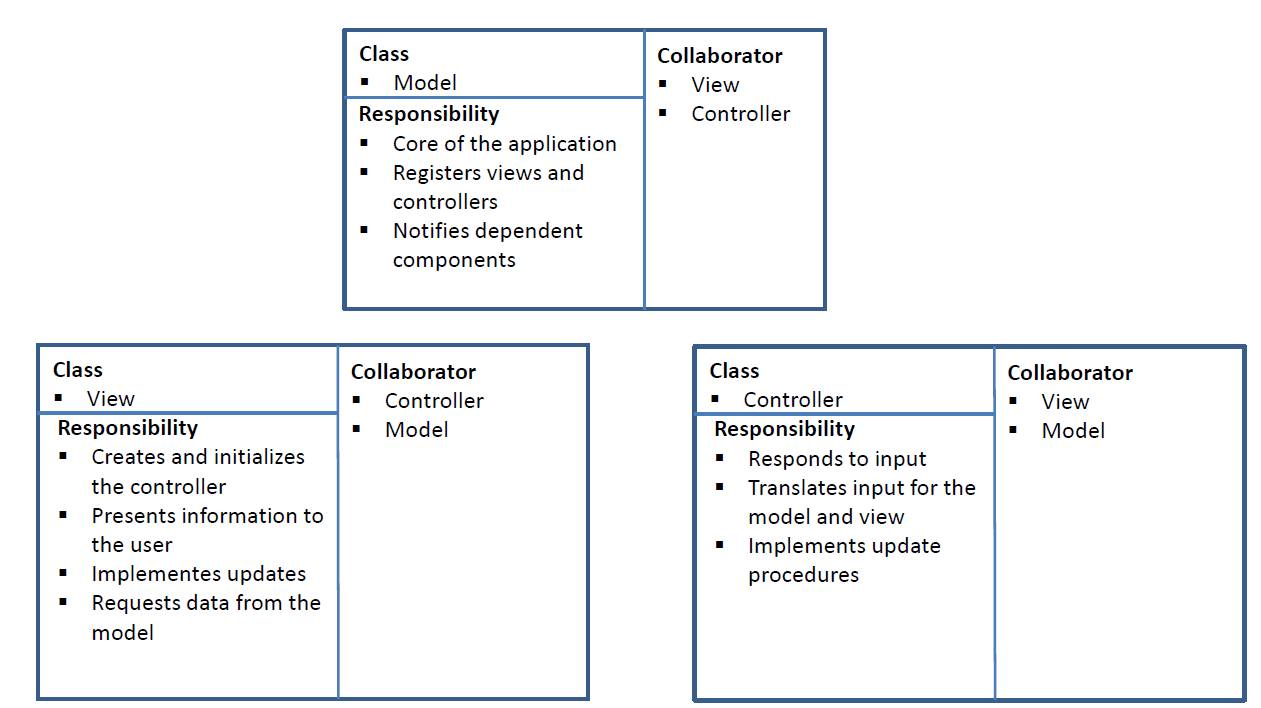 Class
▪ Model
Responsibility
▪ Core of the application
▪ Registers views and
controllers
▪ Notifies dependent
components
Collaborator
▪ View
▪ Controller
Class
▪ View
Responsibility
▪ Creates and initializes
the controller
▪ Presents information to
the user
▪ Implementes updates
▪ Requests data from the
model
Collaborator
▪ Controller
▪ Model
Class
▪ Controller
Responsibility
▪ Responds to input
▪ Translates input for the
model and view
▪ Implements update
procedures
Collaborator
▪ View
▪ Model